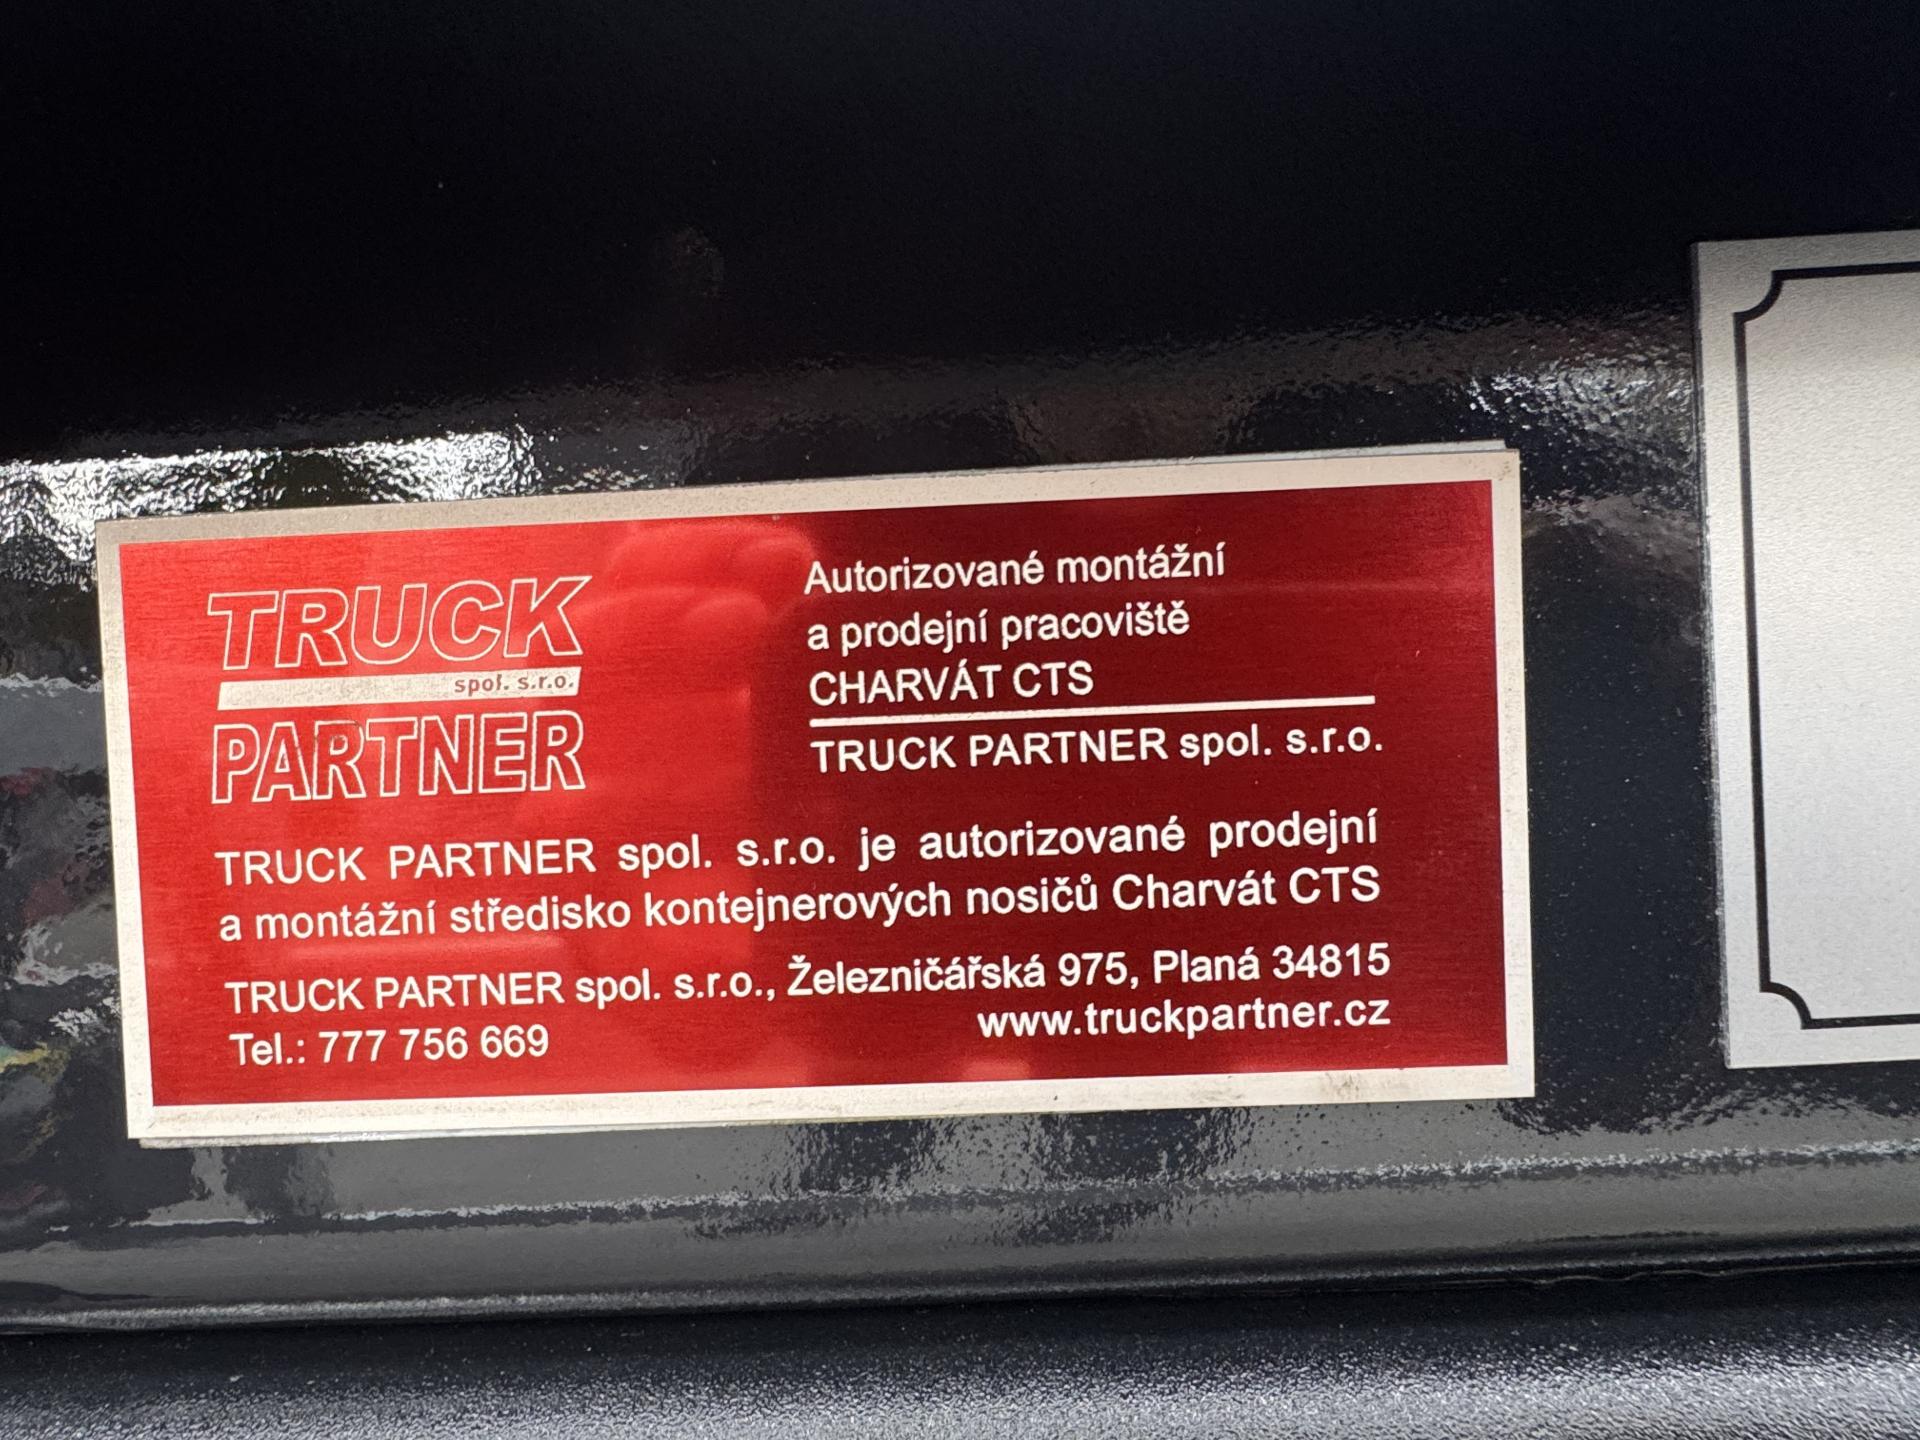 TRUCK
spol. s.r.o.
PARTNER
Autorizované montážní
a prodejní pracoviště
CHARVÁT CTS
TRUCK PARTNER spol. s.r.o.
TRUCK PARTNER spol. s.r.o. je autorizované prodejní
a montážní středisko kontejnerových nosičů Charvát CTS
TRUCK PARTNER spol. s.r.o., Železničářská 975, Planá 34815
Tel.: 777 756 669
www.truckpartner.cz